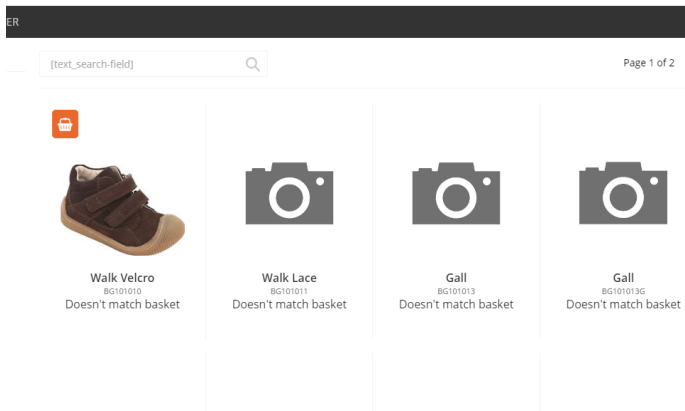 ER
[text_search-field]
Page 1 of 2
Walk Velcro
BG101010
Doesn't match basket
Walk Lace
BG101011
Doesn't match basket
Gall
BG101013
Doesn't match basket
Gall
BG101013G
Doesn't match basket